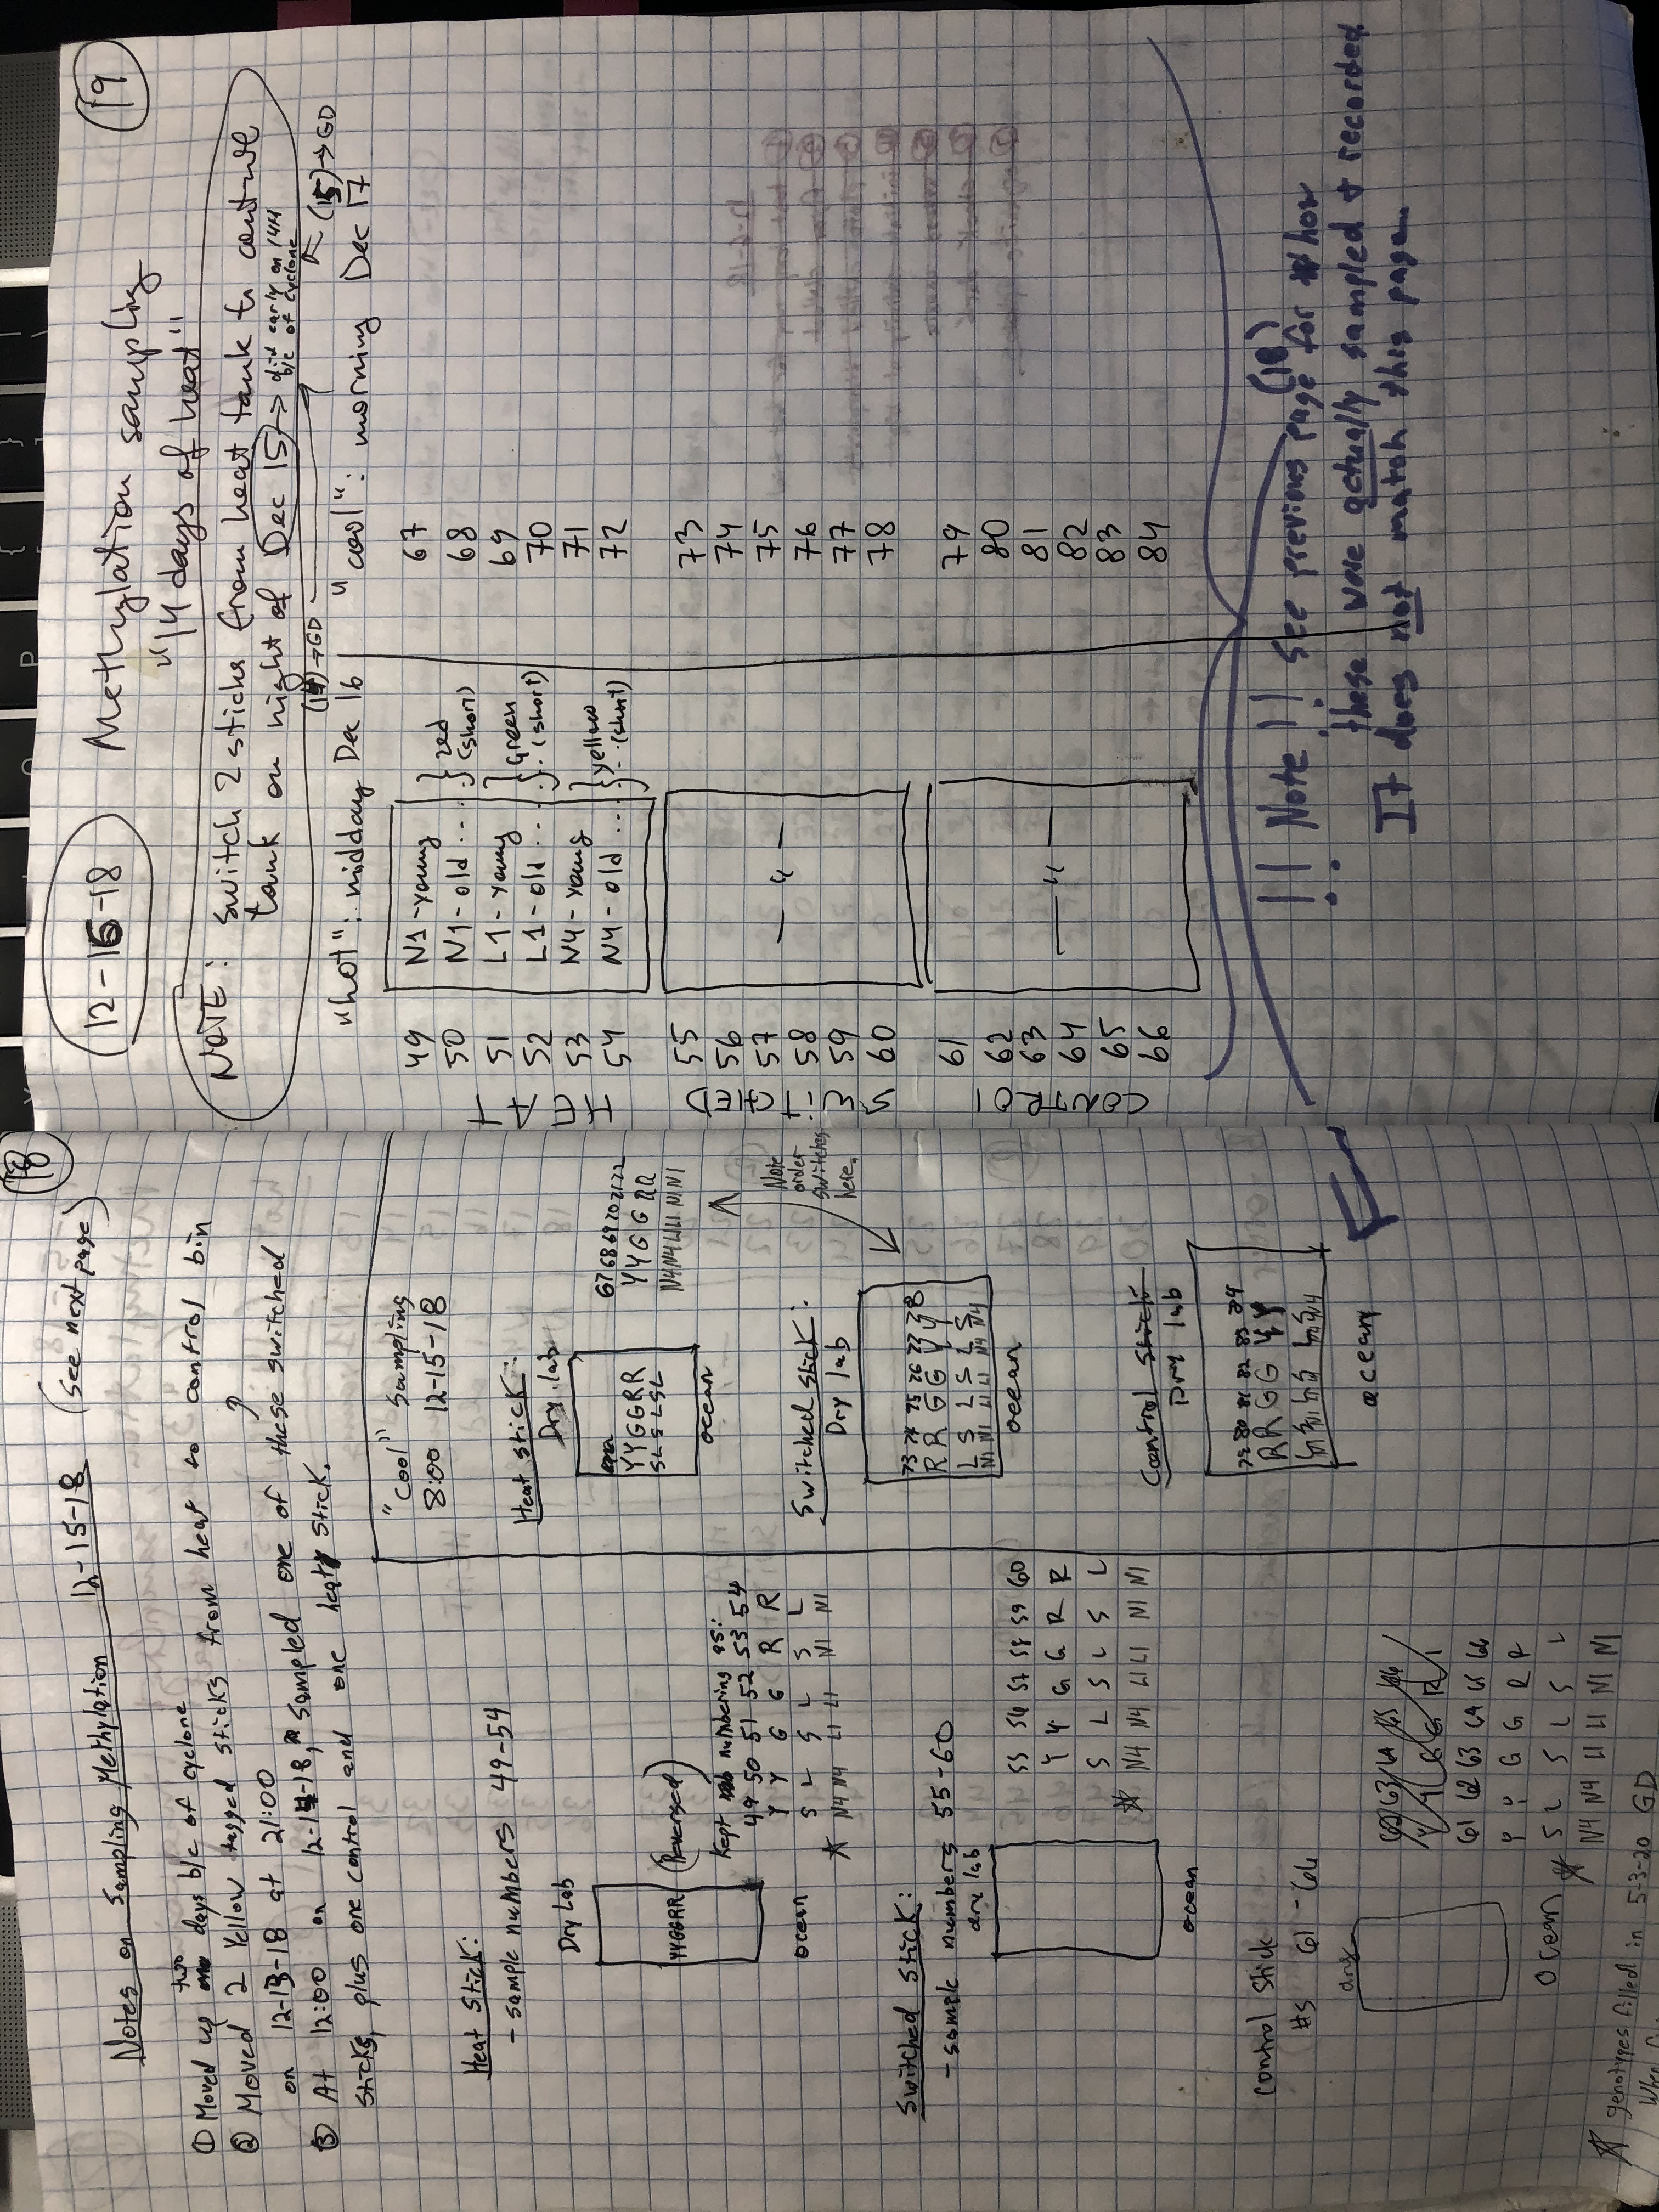 18
Notes on Sampling Methylation 12-15-18 (See next page)
① Moved up two days b/c of cyclone
② Moved 2 Yellow tagged sticks from heat to control bin
on 12-13-18 at 21:00
③ At 12:00 on 12-14-18, sampled one of these switched
sticks, plus one control and one heat stick.
Heat Stick:
- sample numbers 49-54
Dry Lab
YYGGRR
(Reversed)
ocean
Kept numbering as:
49 50 51 52 53 54
Y Y G G R R
S L S L S L
* N4 N4 L1 L1 N1 N1
Switched Stick:
- sample numbers 55-60
dry lab
ocean
55 56 57 58 59 60
Y Y G G R R
S L S L S L
* N4 N4 L1 L1 N1 N1
Control Stick
#s 61 - 66
dry
Ocean
61 62 63 64 65 66
Y Y G G R R
S L S L S L
* N4 N4 L1 L1 N1 N1
* genotypes filled in 5-3-20 GD
"Cool" Sampling
8:00 12-15-18
Heat Stick:
Dry lab
YYGGRR
SLSLSL
ocean
67 68 69 70 71 72
Y Y G G R R
N4 N4 L1 L1 N1 N1
Note
order
switches
here.
Switched Stick:
Dry lab
73 74 75 76 77 78
R R G G Y Y
L S L S L S
N1 N1 L1 L1 N4 N4
ocean
Control Stick
Dry lab
79 80 81 82 83 84
R R G G Y Y
ocean
19
12-15-18 Methylation sampling
"14 days of heat"
NOTE: Switch 2 sticks from heat tank to control
tank on night of Dec 15 → did early on 14H
b/c of cyclone
(14)→GD
(15)→GD
"hot": midday Dec 16
"cool": morning Dec 17
HEAT
49 N1-young } red 67
50 N1-old ... } (short) 68
51 L1-young } Green 69
52 L1-old ... } (short) 70
53 N4-young } yellow 71
54 N4-old ... } (short) 72
SWITCHED
55 73
56 74
57 — " — 75
58 76
59 77
60 78
CONTROL
61 79
62 80
63 — " — 81
64 82
65 83
66 84
!! Note !! See previous page (18) for how
these were actually sampled + recorded
It does not match this page.